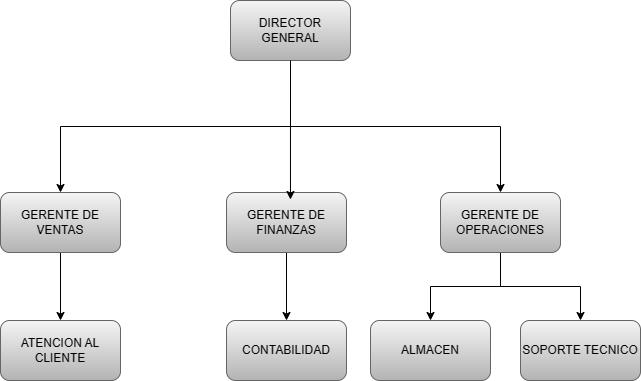 DIRECTOR
GENERAL
GERENTE DE
VENTAS
GERENTE DE
FINANZAS
GERENTE DE
OPERACIONES
ATENCION AL
CLIENTE
CONTABILIDAD
ALMACEN
SOPORTE TECNICO